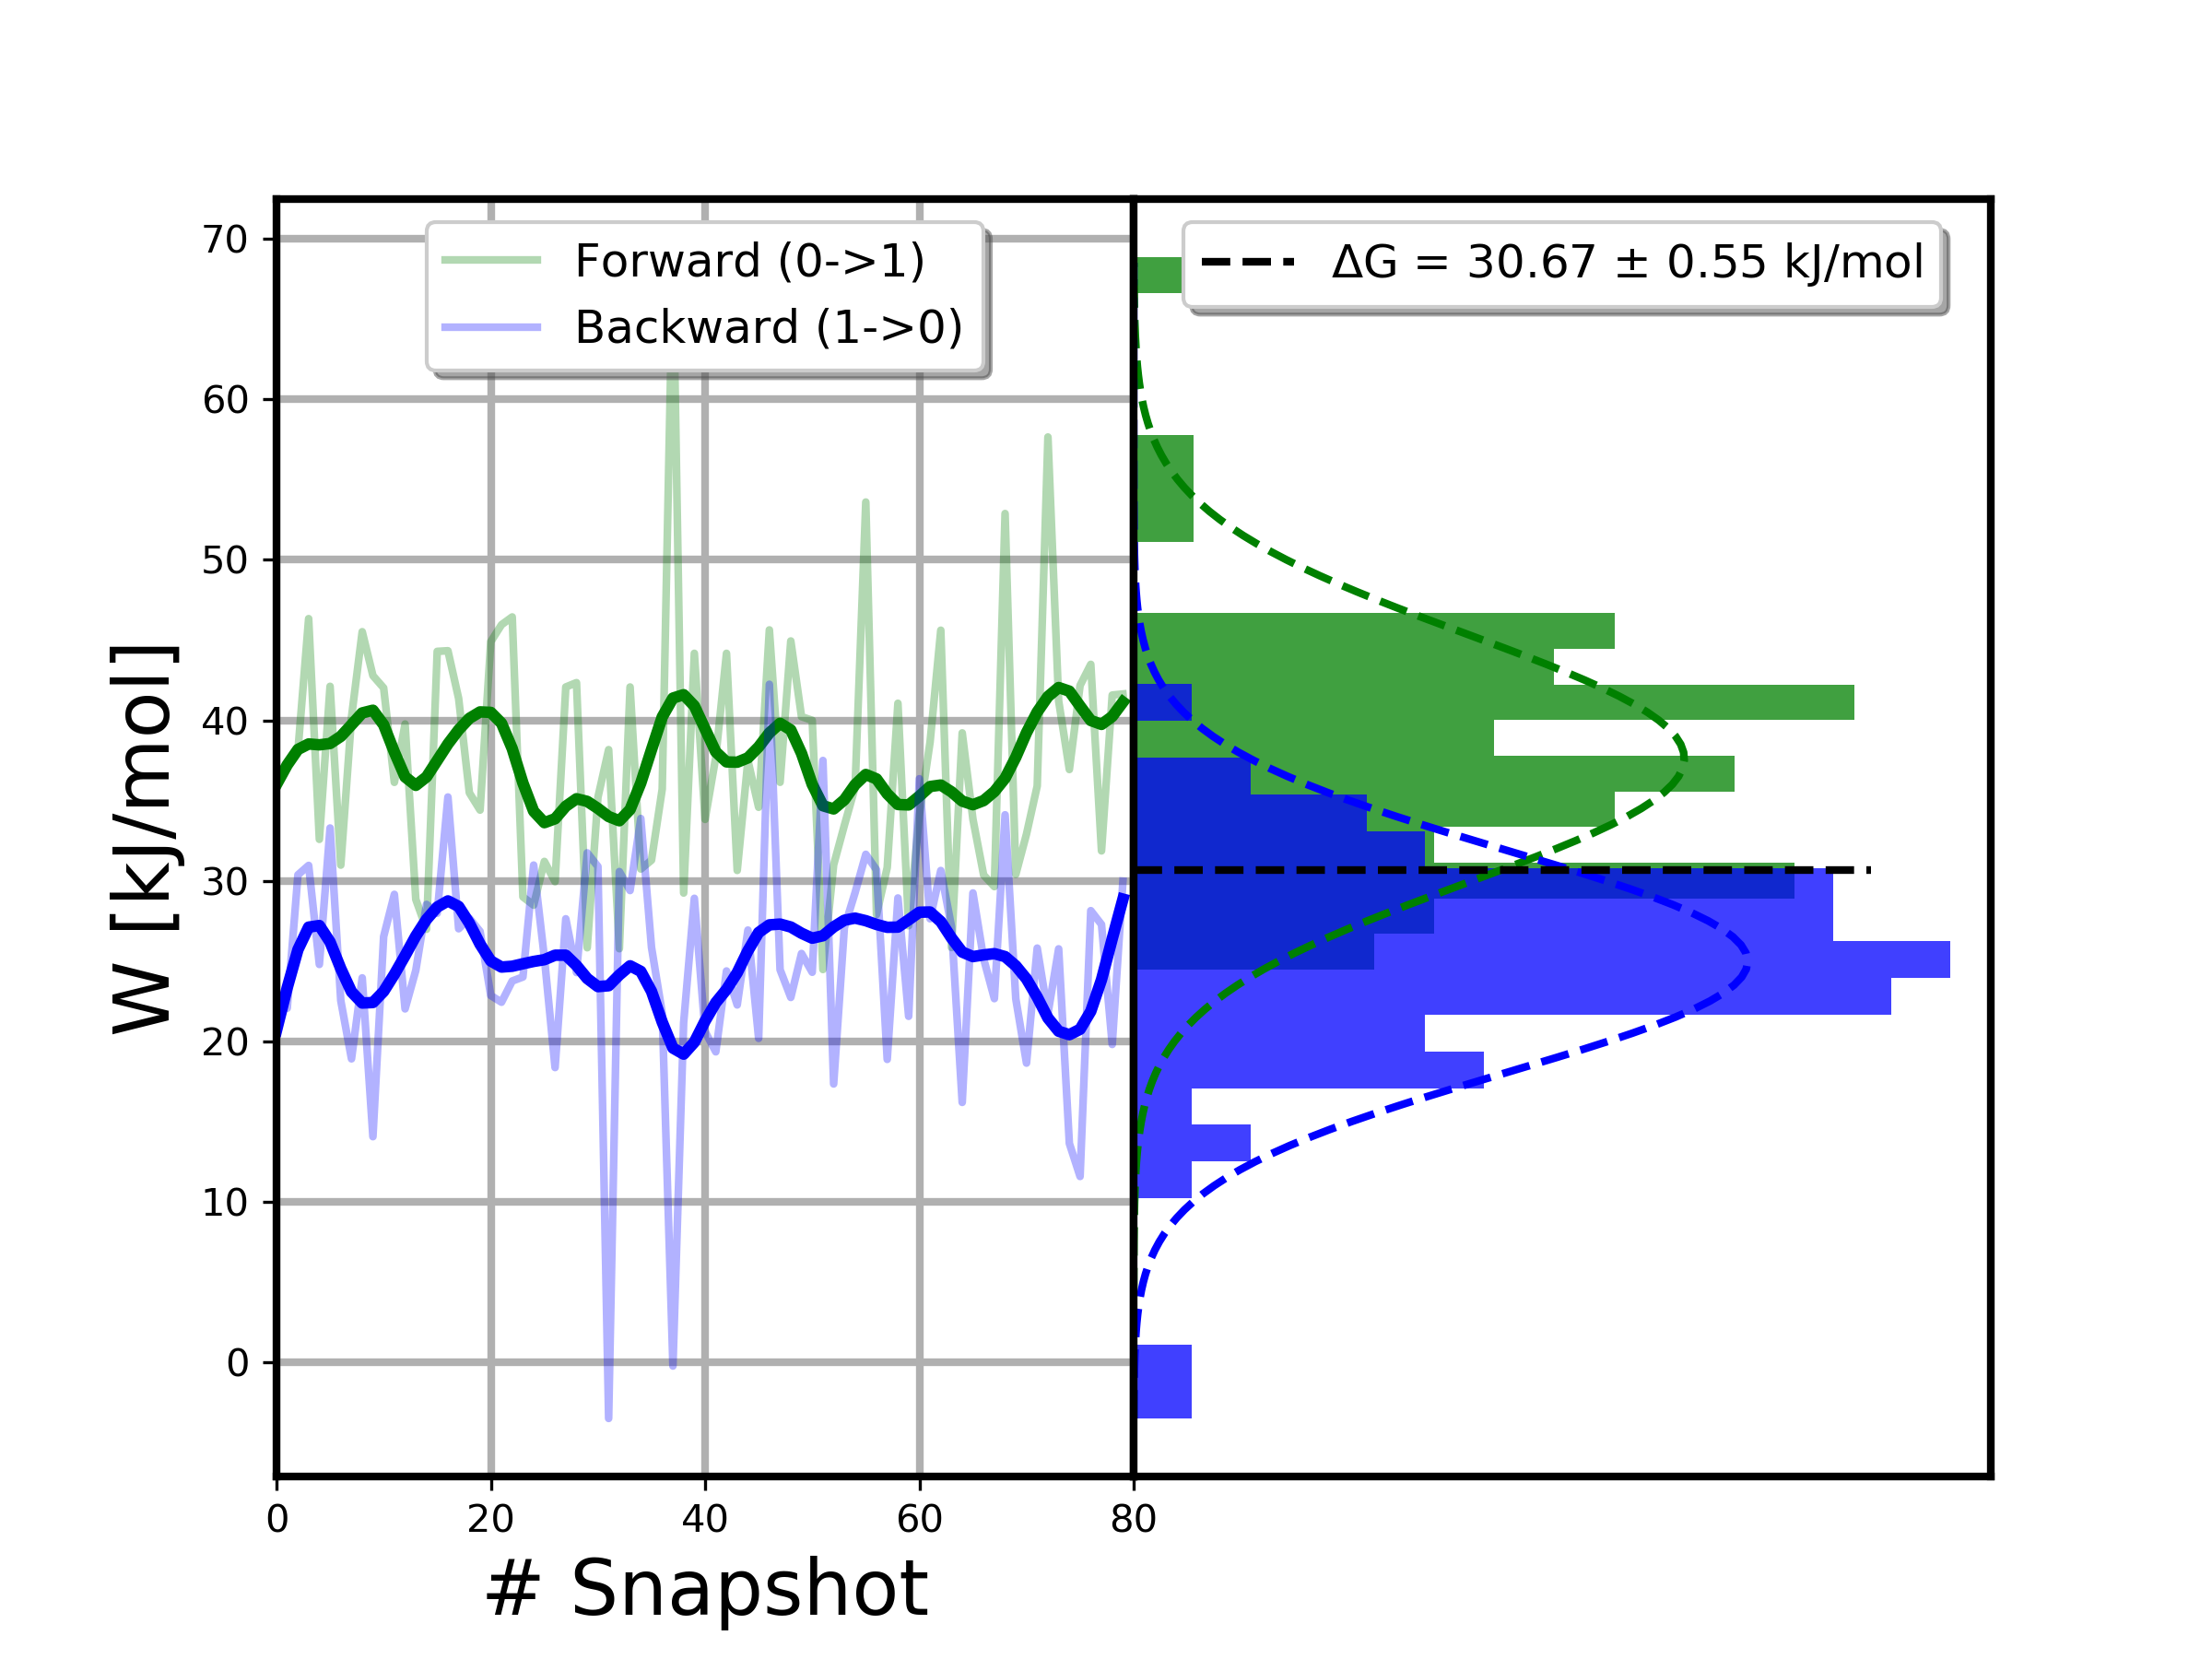 Forward (0->1)
Backward (1->0)
ΔG = 30.67 ± 0.55 kJ/mol
W [kJ/mol]
70
60
50
40
30
20
10
0
0 20 40 60 80
# Snapshot